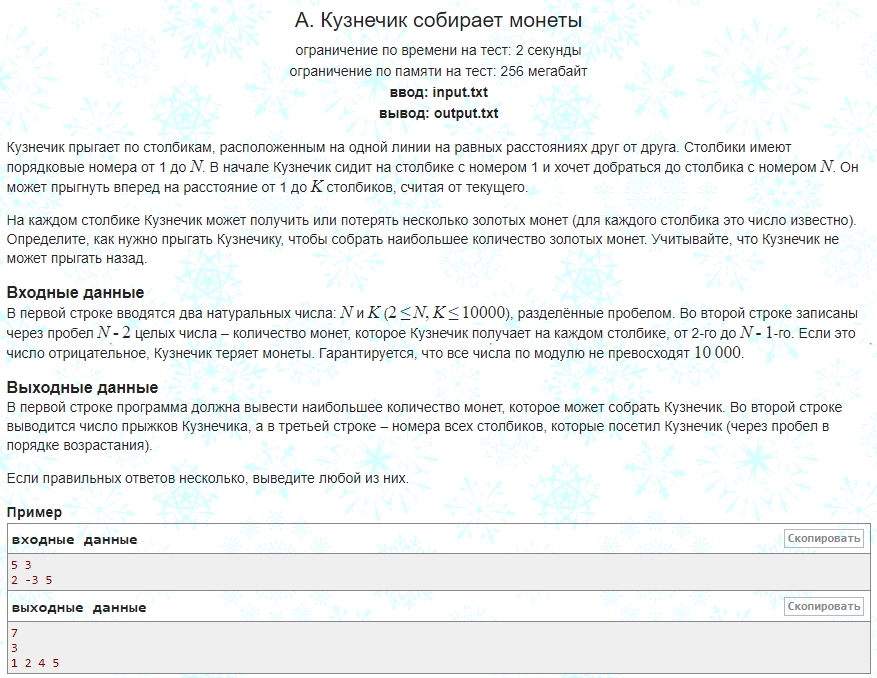 А. Кузнечик собирает монеты
ограничение по времени на тест: 2 секунды
ограничение по памяти на тест: 256 мегабайт
ввод: input.txt
вывод: output.txt
Кузнечик прыгает по столбикам, расположенным на одной линии на равных расстояниях друг от друга. Столбики имеют
порядковые номера от 1 до N. В начале Кузнечик сидит на столбике с номером 1 и хочет добраться до столбика с номером N. Он
может прыгнуть вперед на расстояние от 1 до K столбиков, считая от текущего.
На каждом столбике Кузнечик может получить или потерять несколько золотых монет (для каждого столбика это число известно).
Определите, как нужно прыгать Кузнечику, чтобы собрать наибольшее количество золотых монет. Учитывайте, что Кузнечик не
может прыгать назад.
Входные данные
В первой строке вводятся два натуральных числа: N и K (2 ≤ N, K ≤ 10000), разделённые пробелом. Во второй строке записаны
через пробел N - 2 целых числа – количество монет, которое Кузнечик получает на каждом столбике, от 2-го до N - 1-го. Если это
число отрицательное, Кузнечик теряет монеты. Гарантируется, что все числа по модулю не превосходят 10 000.
Выходные данные
В первой строке программа должна вывести наибольшее количество монет, которое может собрать Кузнечик. Во второй строке
выводится число прыжков Кузнечика, а в третьей строке – номера всех столбиков, которые посетил Кузнечик (через пробел в
порядке возрастания).
Если правильных ответов несколько, выведите любой из них.
Пример
входные данные Скопировать
5 3
2 -3 5
выходные данные Скопировать
7
3
1 2 4 5